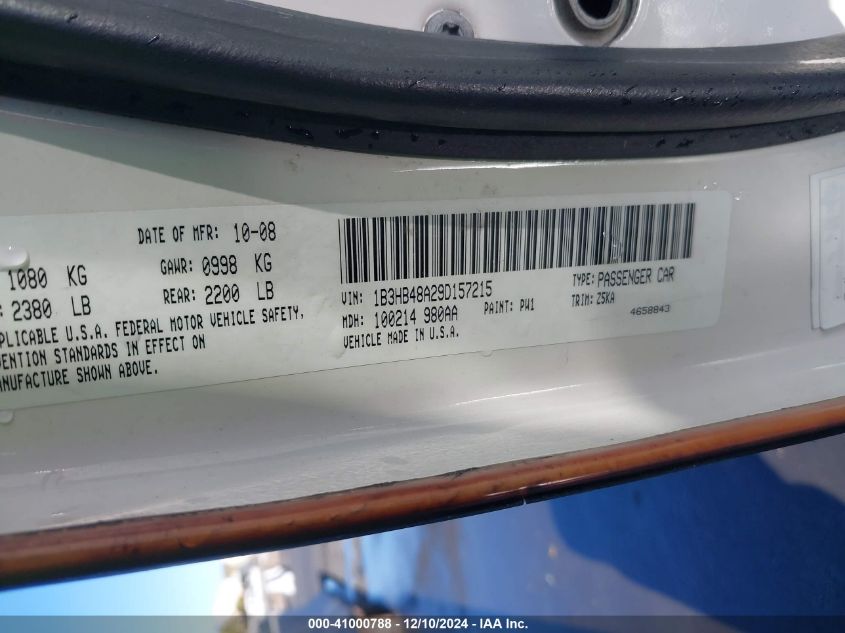 DATE OF MFR: 10-08
1080 KG GAWR: 0998 KG
: 2380 LB REAR: 2200 LB
PLICABLE U.S.A. FEDERAL MOTOR VEHICLE SAFETY,
VENTION STANDARDS IN EFFECT ON
ANUFACTURE SHOWN ABOVE.
VIN: 1B3HB48A29D157215 TYPE: PASSENGER CAR
MDH: 100214 980AA PAINT: PW1 TRIM: Z5KA
VEHICLE MADE IN U.S.A. 4658843
000-41000788 - 12/10/2024 - IAA Inc.